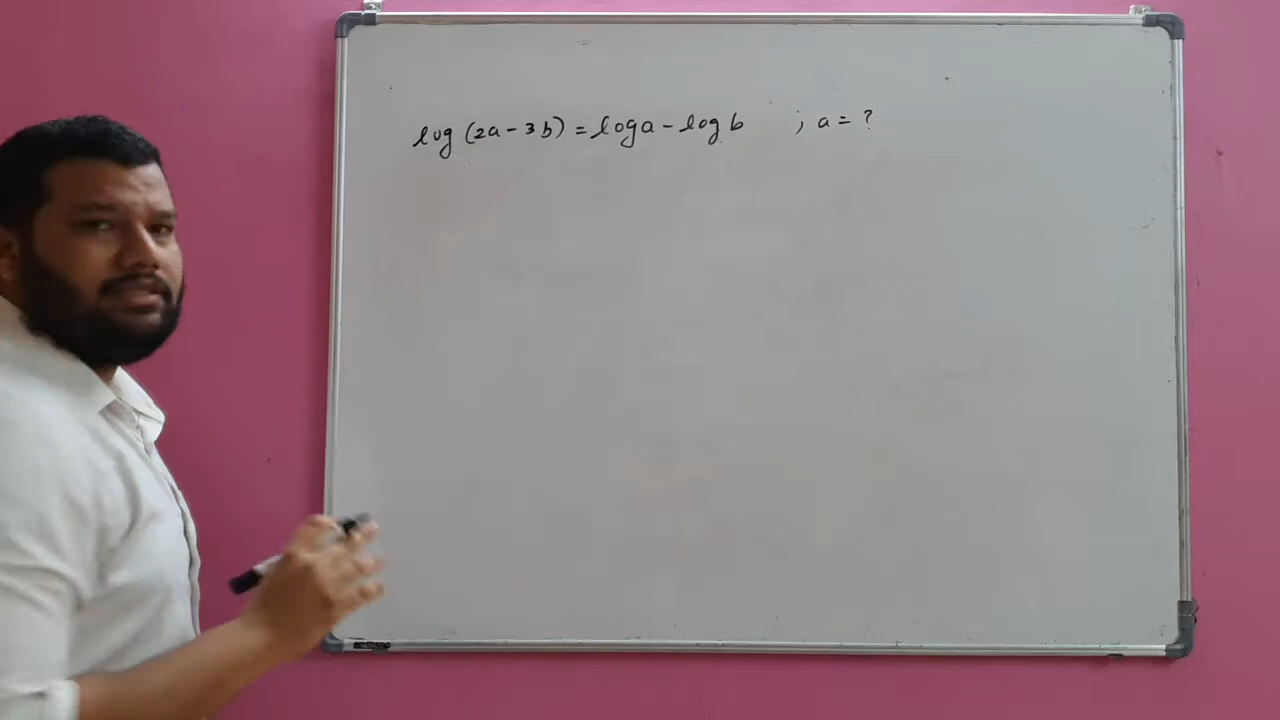 log (2a - 3b) = log a - log b ; a = ?